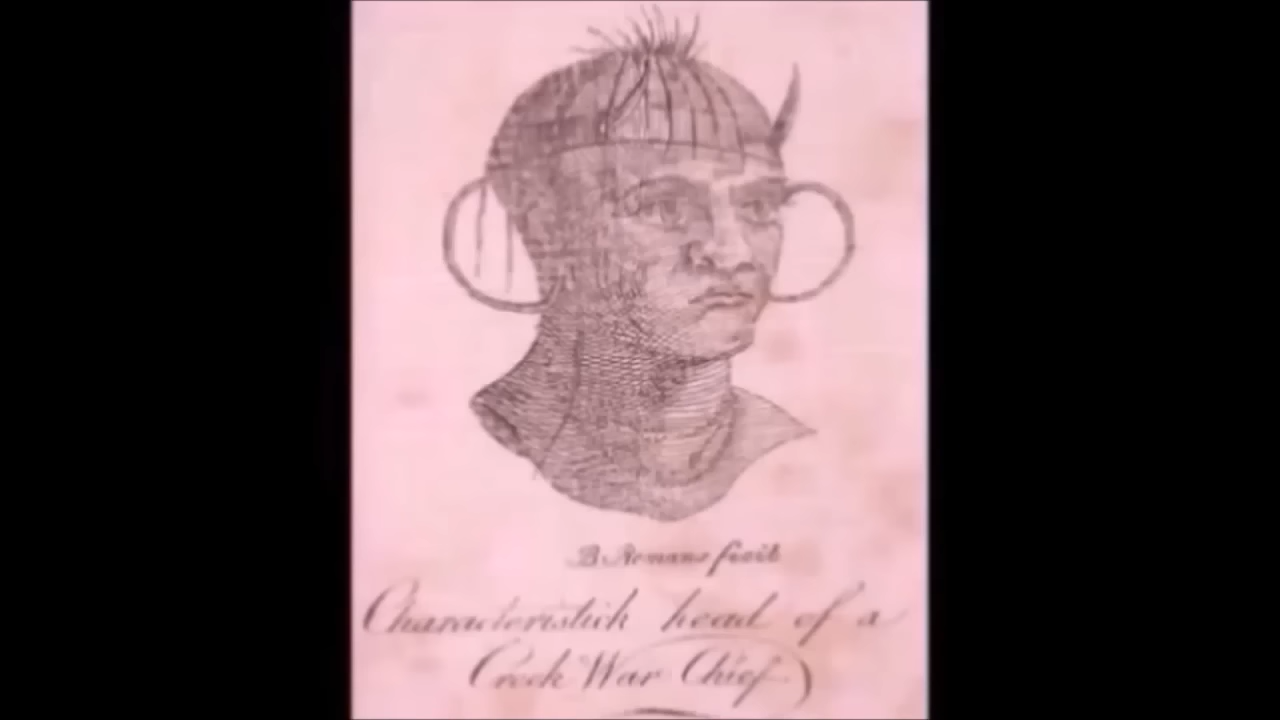 B. Romans fecit
Characteristick head of a
Creek War Chief